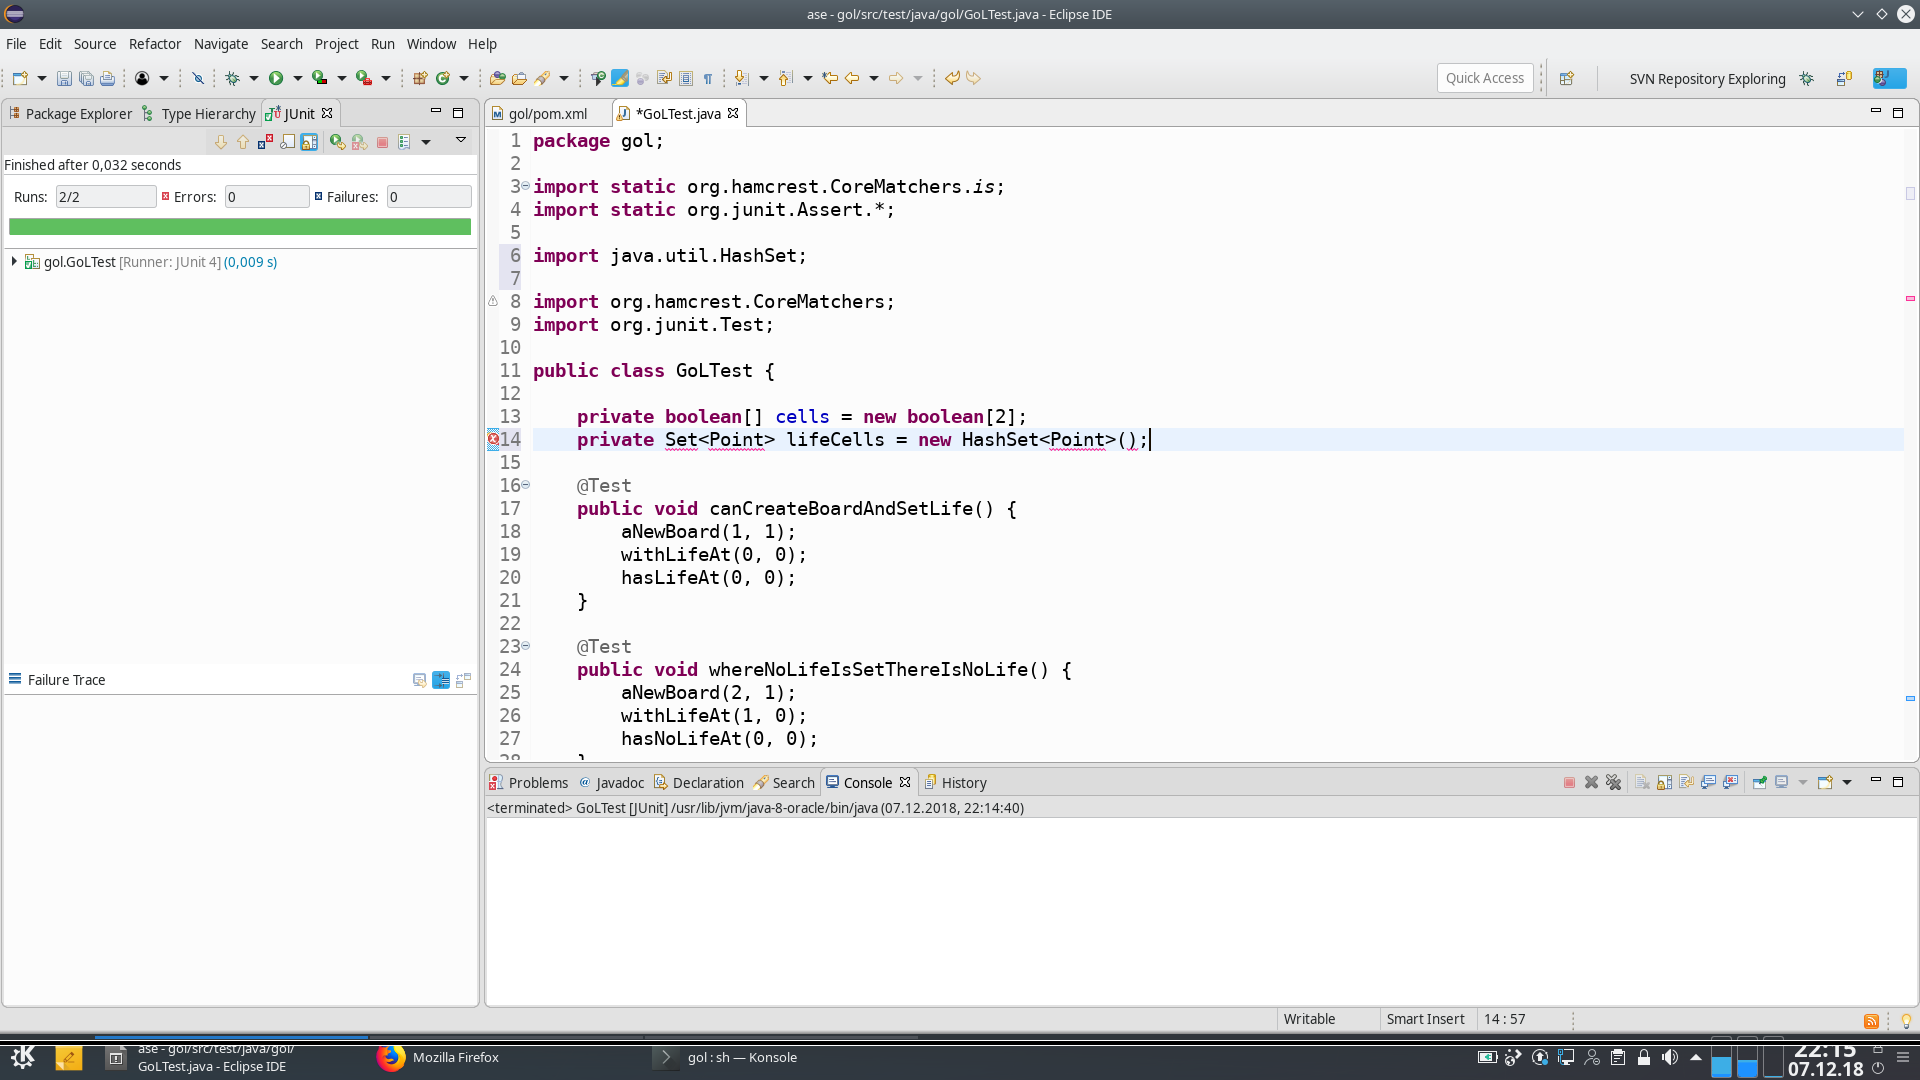 ase - gol/src/test/java/gol/GoLTest.java - Eclipse IDE
File Edit Source Refactor Navigate Search Project Run Window Help
Quick Access
SVN Repository Exploring
Package Explorer Type Hierarchy JUnit
gol/pom.xml *GoLTest.java
Finished after 0,032 seconds
Runs: 2/2 Errors: 0 Failures: 0
gol.GoLTest [Runner: JUnit 4] (0,009 s)
Failure Trace
1 package gol;
2
3 import static org.hamcrest.CoreMatchers.is;
4 import static org.junit.Assert.*;
5
6 import java.util.HashSet;
7
8 import org.hamcrest.CoreMatchers;
9 import org.junit.Test;
10
11 public class GoLTest {
12
13 private boolean[] cells = new boolean[2];
14 private Set<Point> lifeCells = new HashSet<Point>();
15
16 @Test
17 public void canCreateBoardAndSetLife() {
18 aNewBoard(1, 1);
19 withLifeAt(0, 0);
20 hasLifeAt(0, 0);
21 }
22
23 @Test
24 public void whereNoLifeIsSetThereIsNoLife() {
25 aNewBoard(2, 1);
26 withLifeAt(1, 0);
27 hasNoLifeAt(0, 0);
28 }
Problems Javadoc Declaration Search Console History
<terminated> GoLTest [JUnit] /usr/lib/jvm/java-8-oracle/bin/java (07.12.2018, 22:14:40)
Writable Smart Insert 14 : 57
ase - gol/src/test/java/gol/
GoLTest.java - Eclipse IDE
Mozilla Firefox
gol : sh — Konsole
22:15
07.12.18